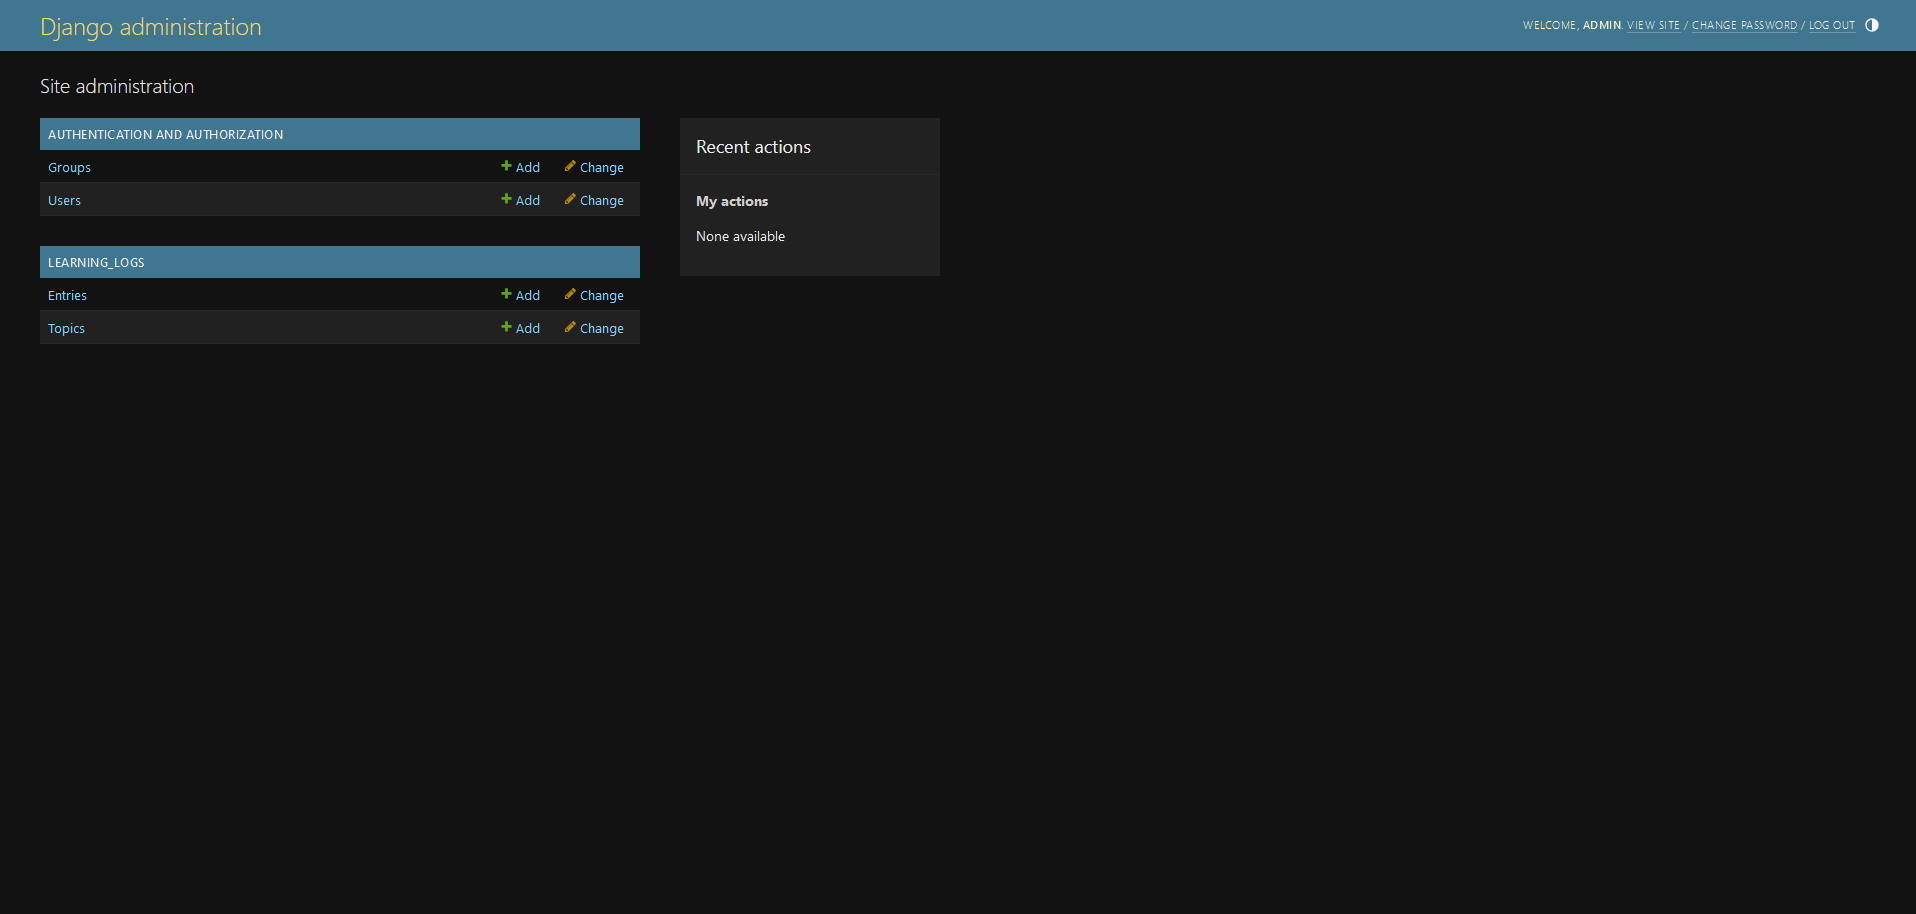 Django administration
WELCOME, ADMIN. VIEW SITE / CHANGE PASSWORD / LOG OUT
Site administration
AUTHENTICATION AND AUTHORIZATION
Groups Add Change
Users Add Change
LEARNING_LOGS
Entries Add Change
Topics Add Change
Recent actions
My actions
None available